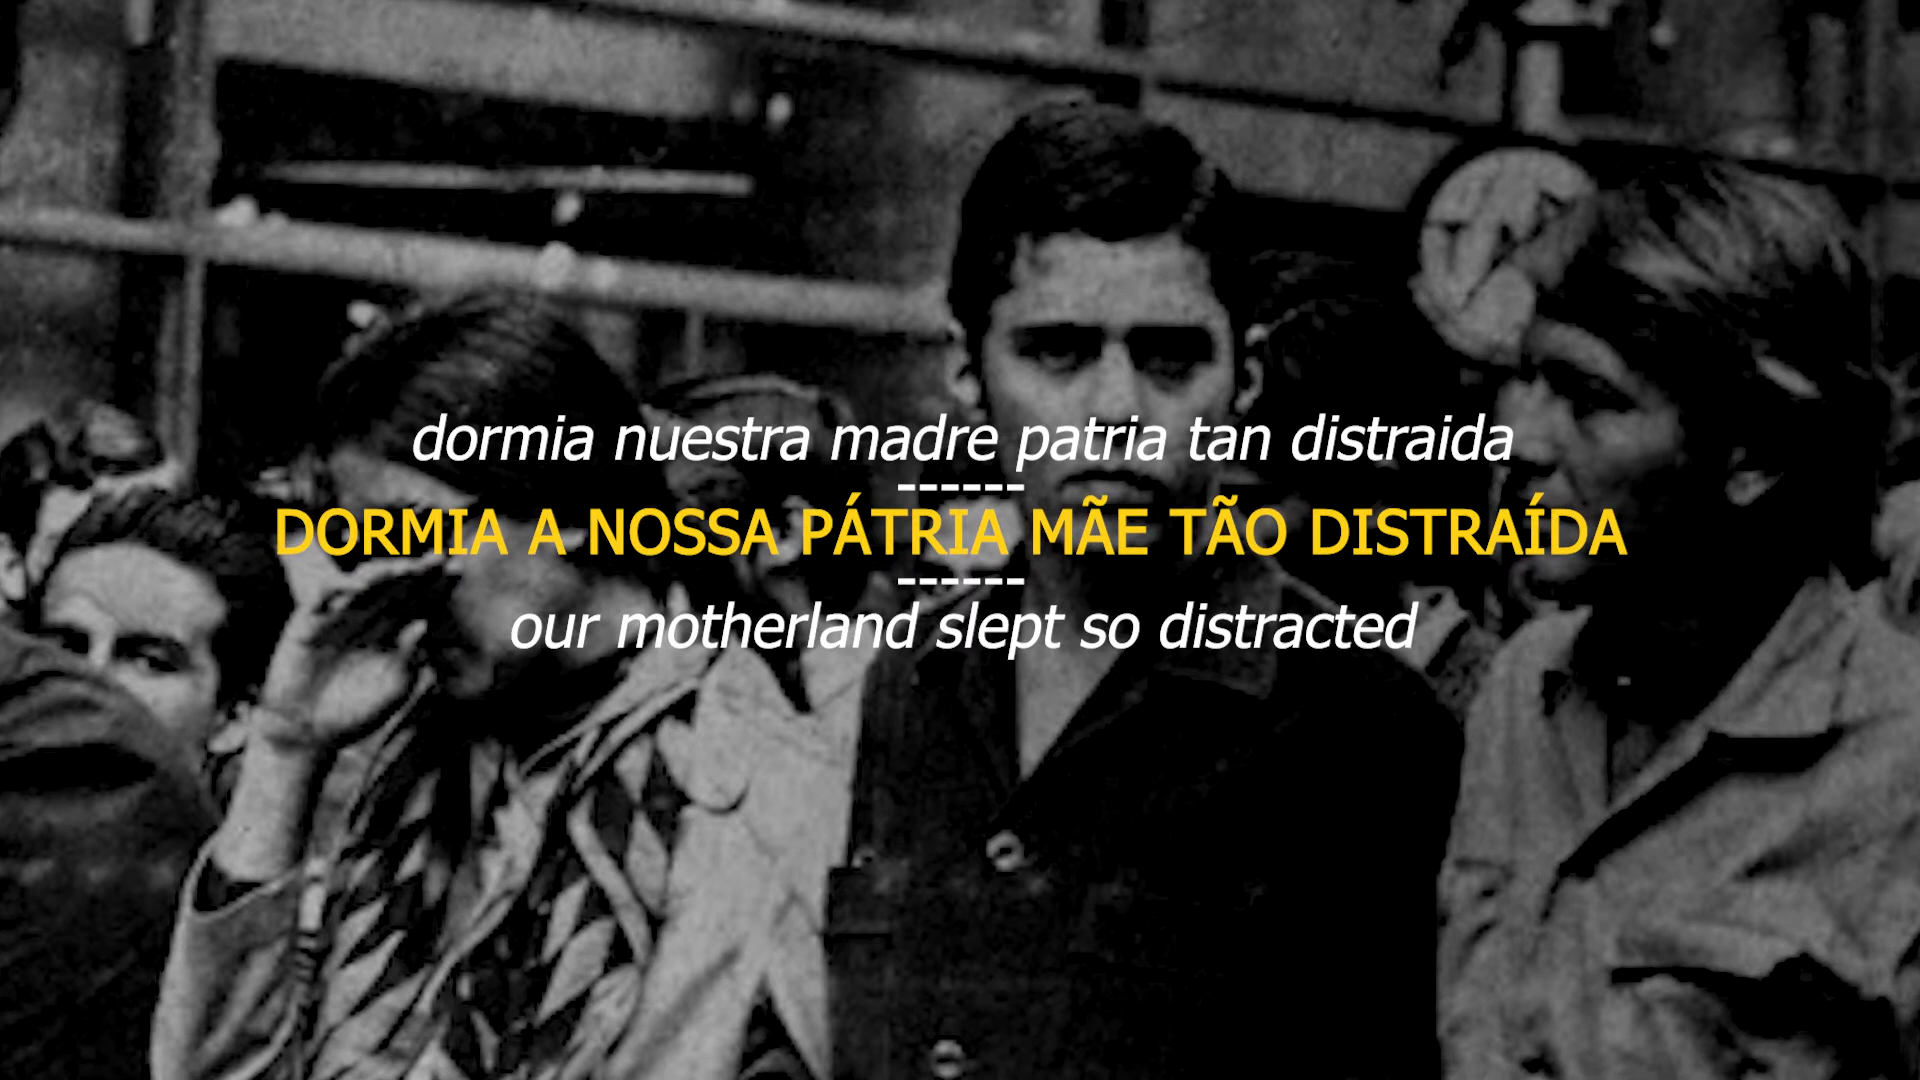 dormia nuestra madre patria tan distraida
------
DORMIA A NOSSA PÁTRIA MÃE TÃO DISTRAÍDA
------
our motherland slept so distracted